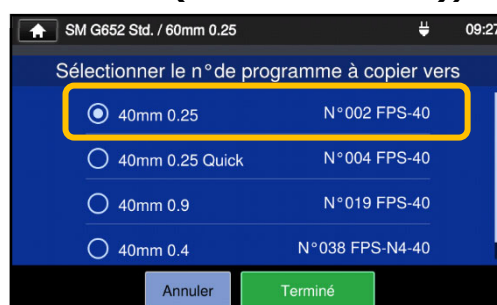 SM G652 Std. / 60mm 0.25 09:27
Sélectionner le n°de programme à copier vers
40mm 0.25 N°002 FPS-40
40mm 0.25 Quick N°004 FPS-40
40mm 0.9 N°019 FPS-40
40mm 0.4 N°038 FPS-N4-40
Annuler Terminé